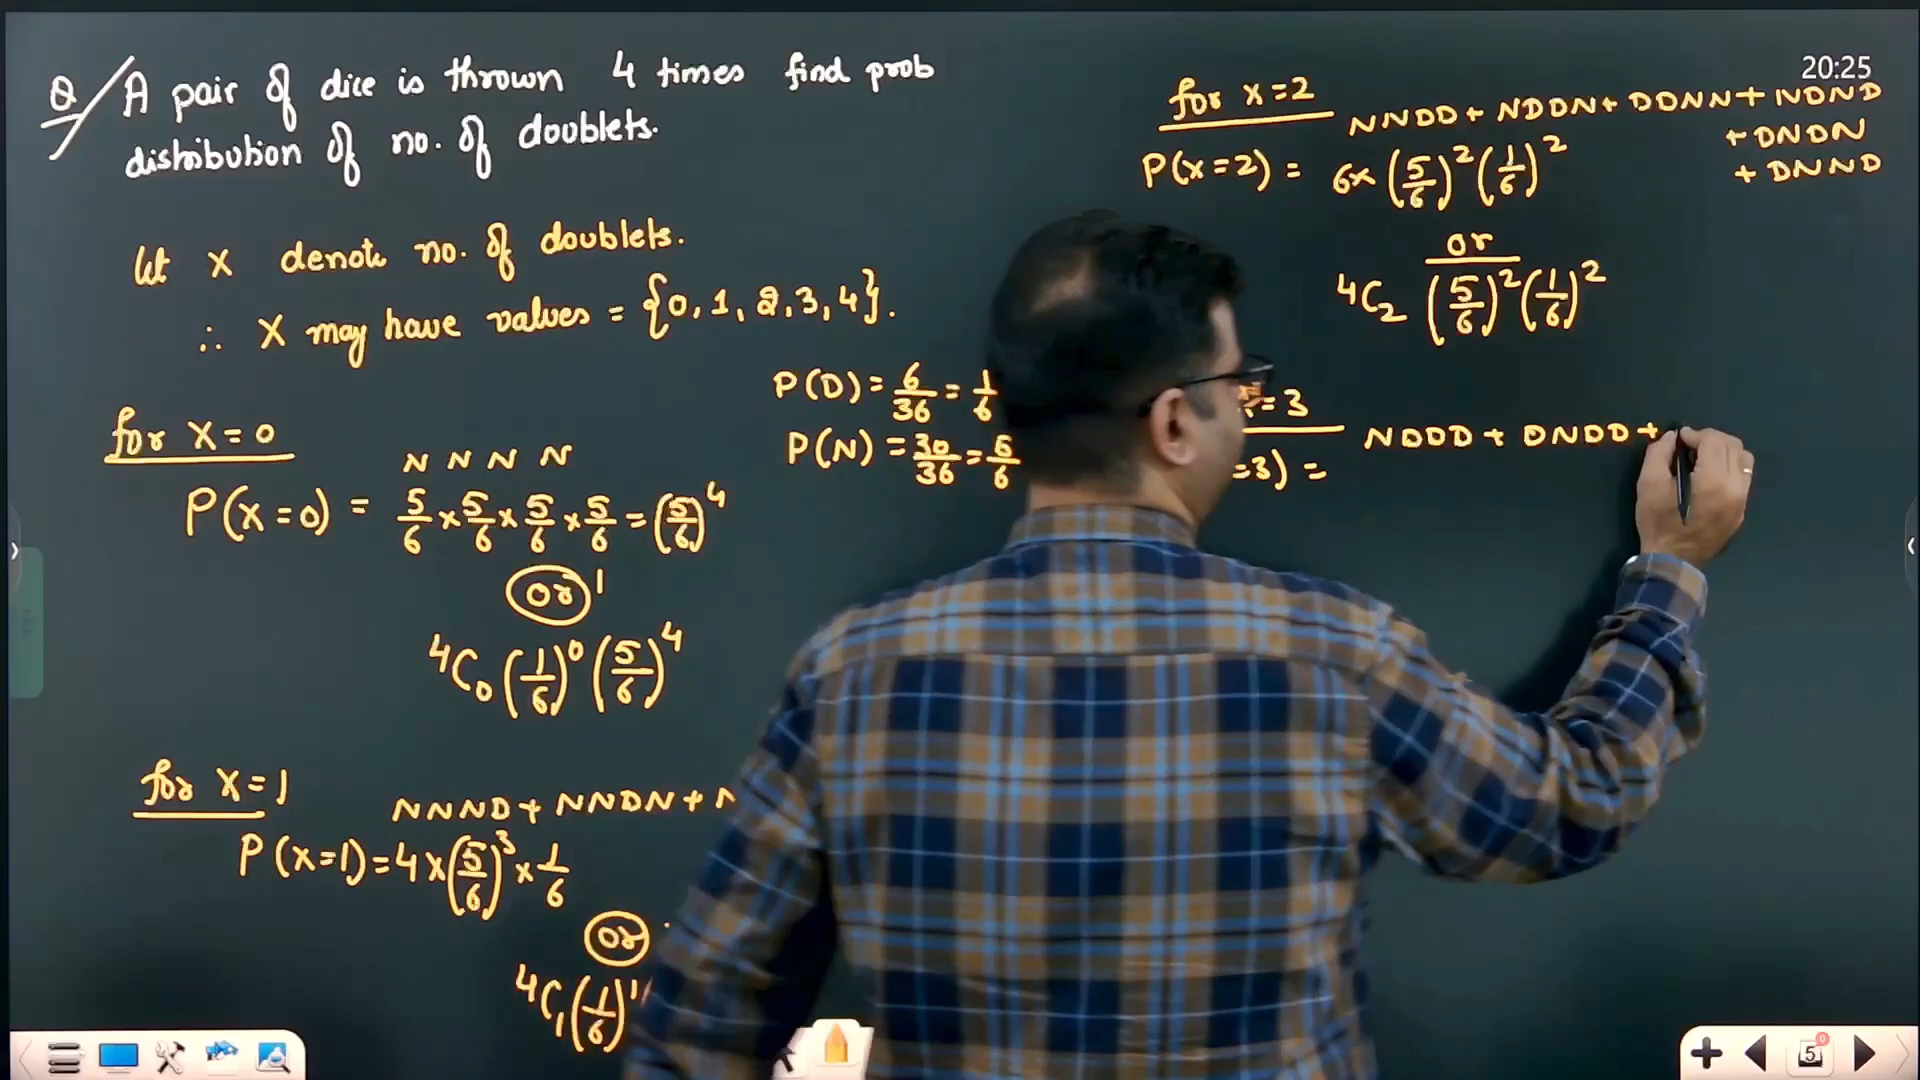 Q/ A pair of dice is thrown 4 times find prob
distribution of no. of doublets.
let x denote no. of doublets.
∴ X may have values = {0, 1, 2, 3, 4}.
for X=0
N N N N
P(X=0) = 5/6 × 5/6 × 5/6 × 5/6 = (5/6)^4
or
4C0 (1/6)^0 (5/6)^4
for X=1
NNND + NNDN + N
P(X=1) = 4×(5/6)^3 × 1/6
or
4C1 (1/6)^1
P(D) = 6/36 = 1/6
P(N) = 30/36 = 5/6
20:25
for x=2
NNDD + NDDN + DDNN + NDND
+ DNDN
+ DNND
P(x=2) = 6×(5/6)^2 (1/6)^2
or
4C2 (5/6)^2 (1/6)^2
=3
NDDD + DNDD +
=3) =
5
0